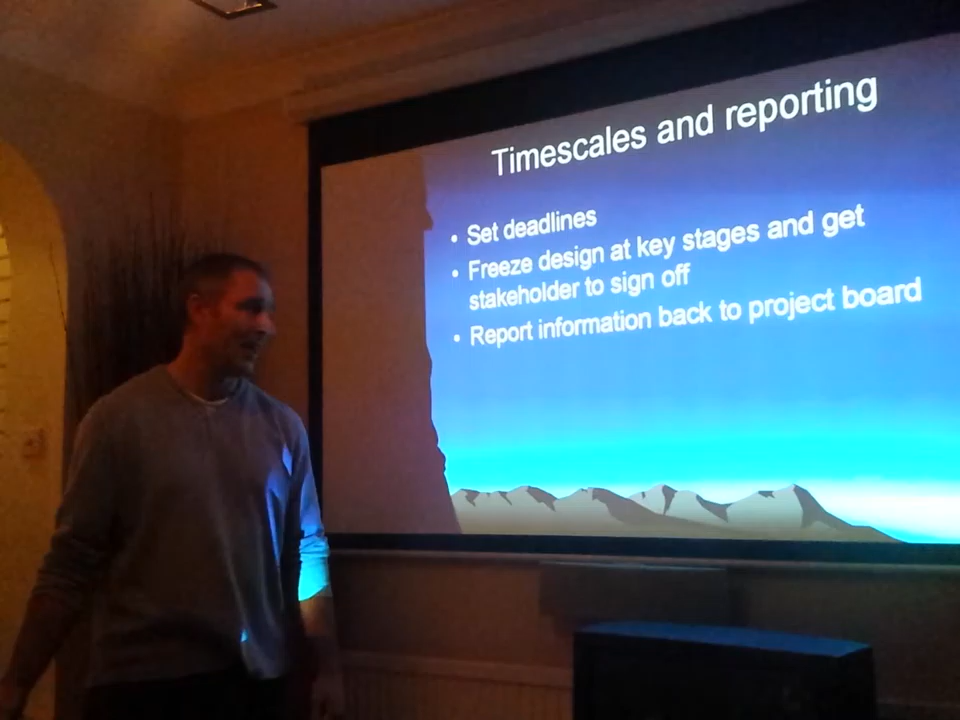 Timescales and reporting
• Set deadlines
• Freeze design at key stages and get
stakeholder to sign off
• Report information back to project board